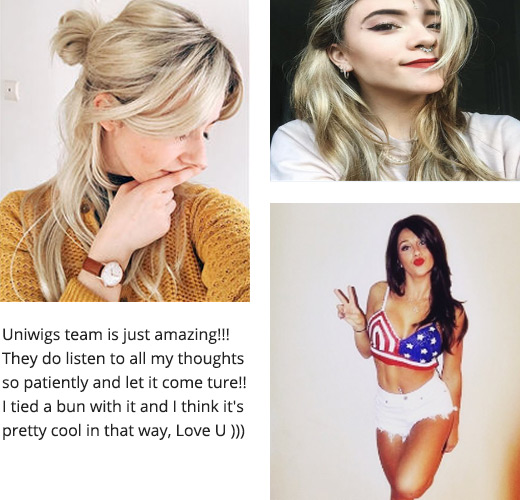 Uniwigs team is just amazing!!!
They do listen to all my thoughts
so patiently and let it come ture!!
I tied a bun with it and I think it's
pretty cool in that way, Love U )))